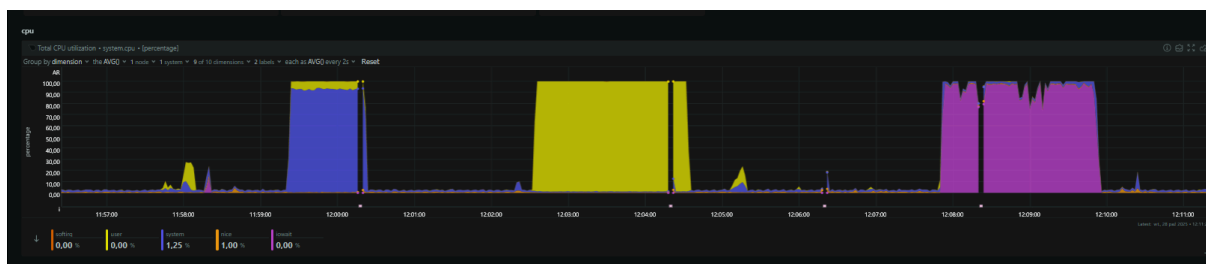 cpu
Total CPU utilization • system.cpu • [percentage]
Group by dimension the AVG() 1 node 1 system 9 of 10 dimensions 2 labels each as AVG() every 2s Reset
AR
100,00
90,00
80,00
70,00
60,00
50,00
40,00
30,00
20,00
10,00
0,00
percentage
11:57:00 11:58:00 11:59:00 12:00:00 12:01:00 12:02:00 12:03:00 12:04:00 12:05:00 12:06:00 12:07:00 12:08:00 12:09:00 12:10:00 12:11:00
softirq user system nice iowait
0,00 % 0,00 % 1,25 % 1,00 % 0,00 %